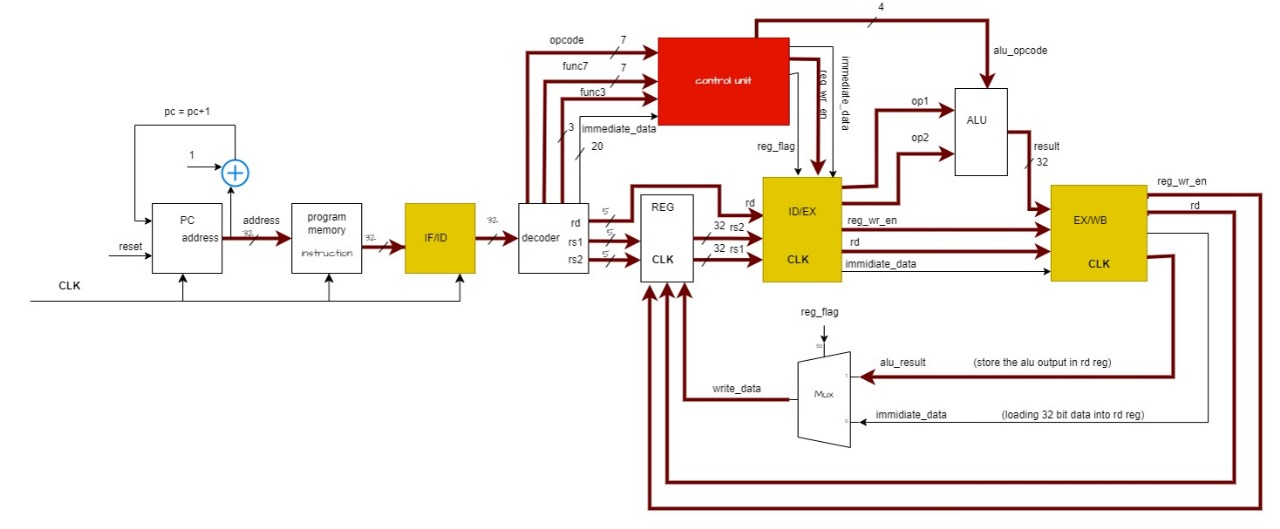 4
opcode
7
func7
7
func3
control unit
alu_opcode
reg_wr_en
immediate_data
3
immediate_data
20
reg_flag
op1
op2
ALU
result
32
pc = pc+1
1
PC
address
reset
address
32
program
memory
instruction
32
IF/ID
32
decoder
rd
rs1
rs2
5
5
5
REG
CLK
rd
32
rs2
32
rs1
ID/EX
CLK
reg_wr_en
rd
immidiate_data
EX/WB
CLK
reg_wr_en
rd
CLK
reg_flag
Mux
alu_result
(store the alu output in rd reg)
write_data
immidiate_data
(loading 32 bit data into rd reg)